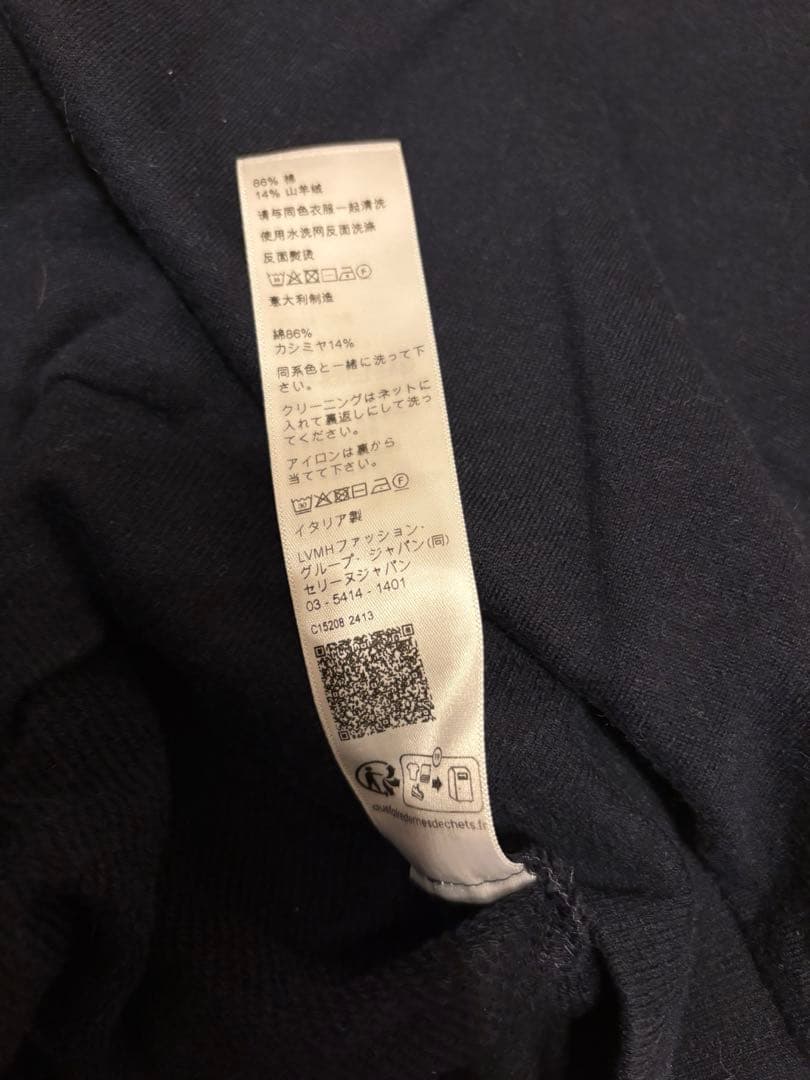 86% 棉
14% 山羊绒
请与同色衣服一起清洗
使用水洗网反面洗涤
反面熨烫
意大利制造
綿86%
カシミヤ14%
同系色と一緒に洗って下
さい。
クリーニングはネットに
入れて裏返しにして洗っ
てください。
アイロンは裏から
当てて下さい。
30
F
イタリア製
LVMHファッション・
グループ・ジャパン(同)
セリーヌジャパン
03 - 5414 - 1401
C15208 2413
quefairedemesdechets.fr